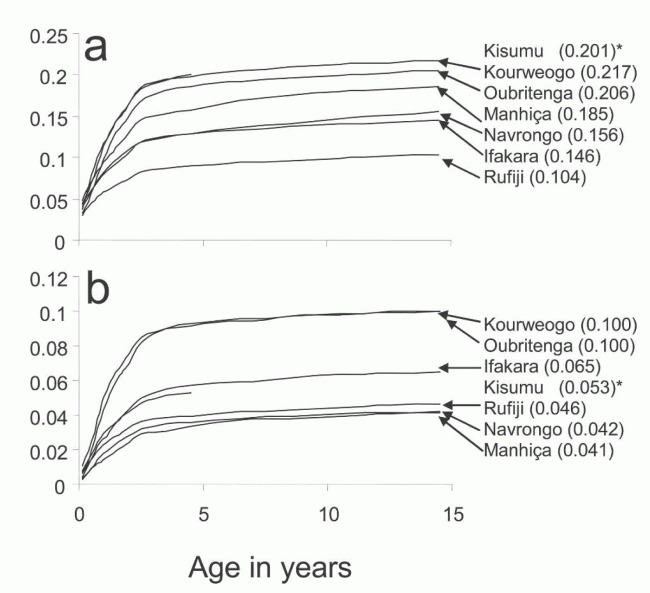 0.25
a
0.2
0.15
0.1
0.05
0
Kisumu (0.201)*
Kourweogo (0.217)
Oubritenga (0.206)
Manhiça (0.185)
Navrongo (0.156)
Ifakara (0.146)
Rufiji (0.104)
0.12
b
0.1
0.08
0.06
0.04
0.02
0
Kourweogo (0.100)
Oubritenga (0.100)
Ifakara (0.065)
Kisumu (0.053)*
Rufiji (0.046)
Navrongo (0.042)
Manhiça (0.041)
0 5 10 15
Age in years